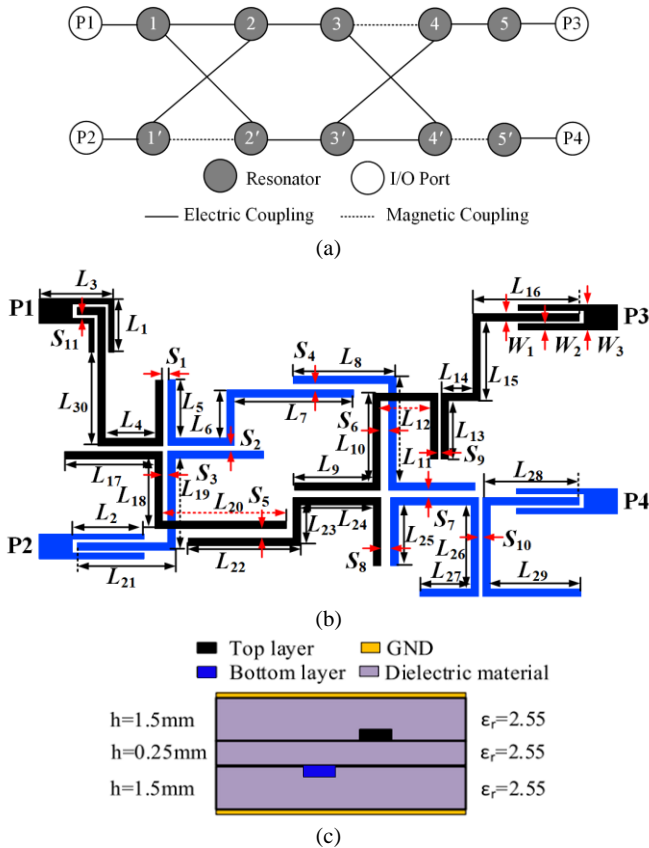 P1 1 2 3 4 5 P3
P2 1′ 2′ 3′ 4′ 5′ P4
Resonator I/O Port
Electric Coupling Magnetic Coupling
(a)
P1 L3 L1 S11 S1 S4 L8 L16 P3
W1 W2 W3
L30 L4 L5 L6 L7 S2 S6 L12 L14 L15
L10 L13
L17 L18 S3 L19 L20 S5 L9 L11 S9
P2 L2 L23 L24 S7 L28 P4
L21 L22 S8 L25 L26 S10
L27 L29
(b)
Top layer GND
Bottom layer Dielectric material
h=1.5mm εr=2.55
h=0.25mm εr=2.55
h=1.5mm εr=2.55
(c)